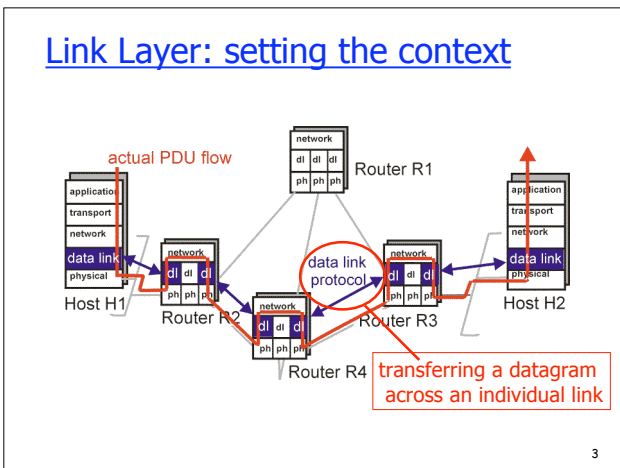 Link Layer: setting the context
actual PDU flow
network
dl dl dl
ph ph ph
Router R1
application
transport
network
data link
physical
Host H1
network
dl dl dl
ph ph ph
Router R2
network
dl dl dl
ph ph ph
Router R4
data link
protocol
network
dl dl dl
ph ph ph
Router R3
application
transport
network
data link
physical
Host H2
transferring a datagram
across an individual link
3